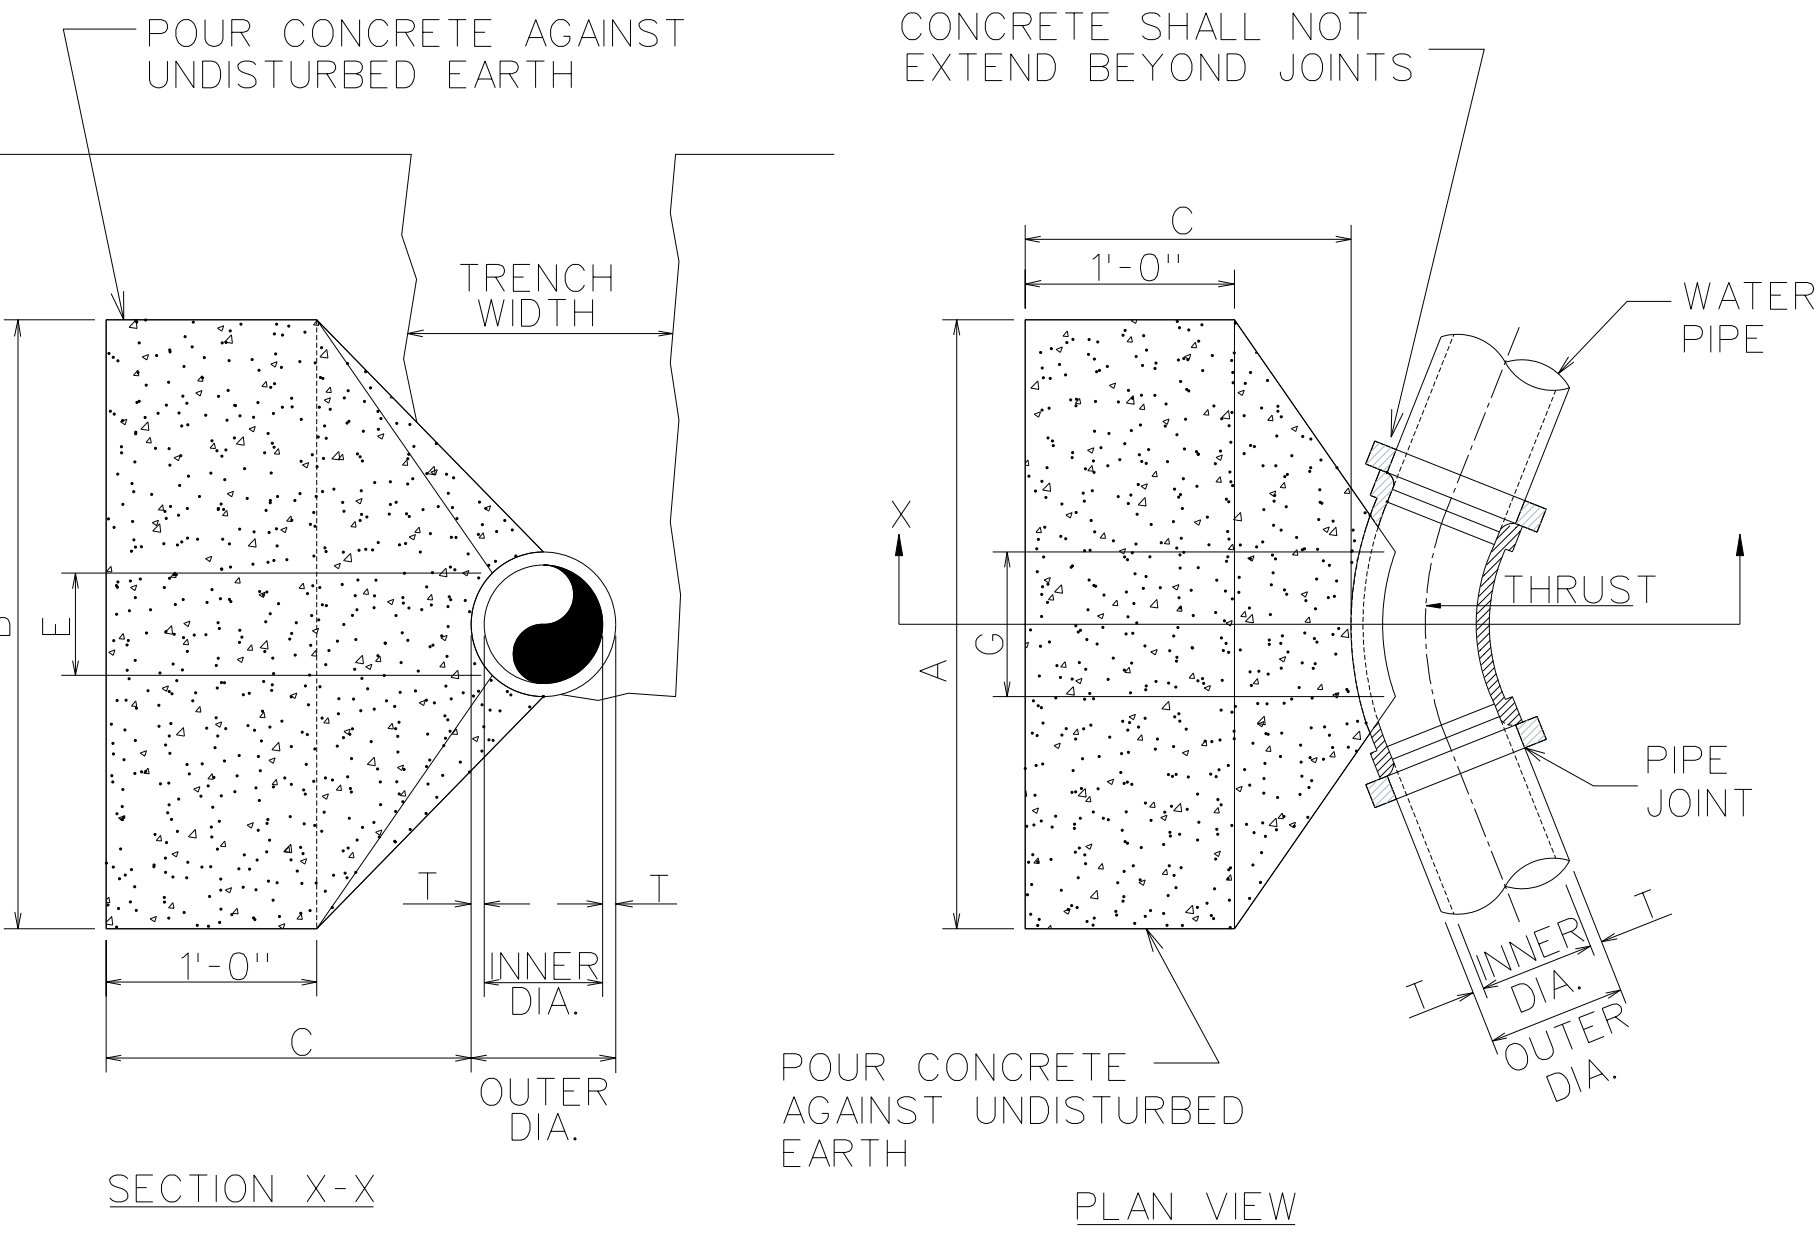 POUR CONCRETE AGAINST
UNDISTURBED EARTH
TRENCH
WIDTH
E
T
T
1'-0"
INNER
DIA.
C
OUTER
DIA.
SECTION X-X
CONCRETE SHALL NOT
EXTEND BEYOND JOINTS
C
1'-0"
WATER
PIPE
X
THRUST
G
A
PIPE
JOINT
T
INNER
DIA.
T
OUTER
DIA.
POUR CONCRETE
AGAINST UNDISTURBED
EARTH
PLAN VIEW